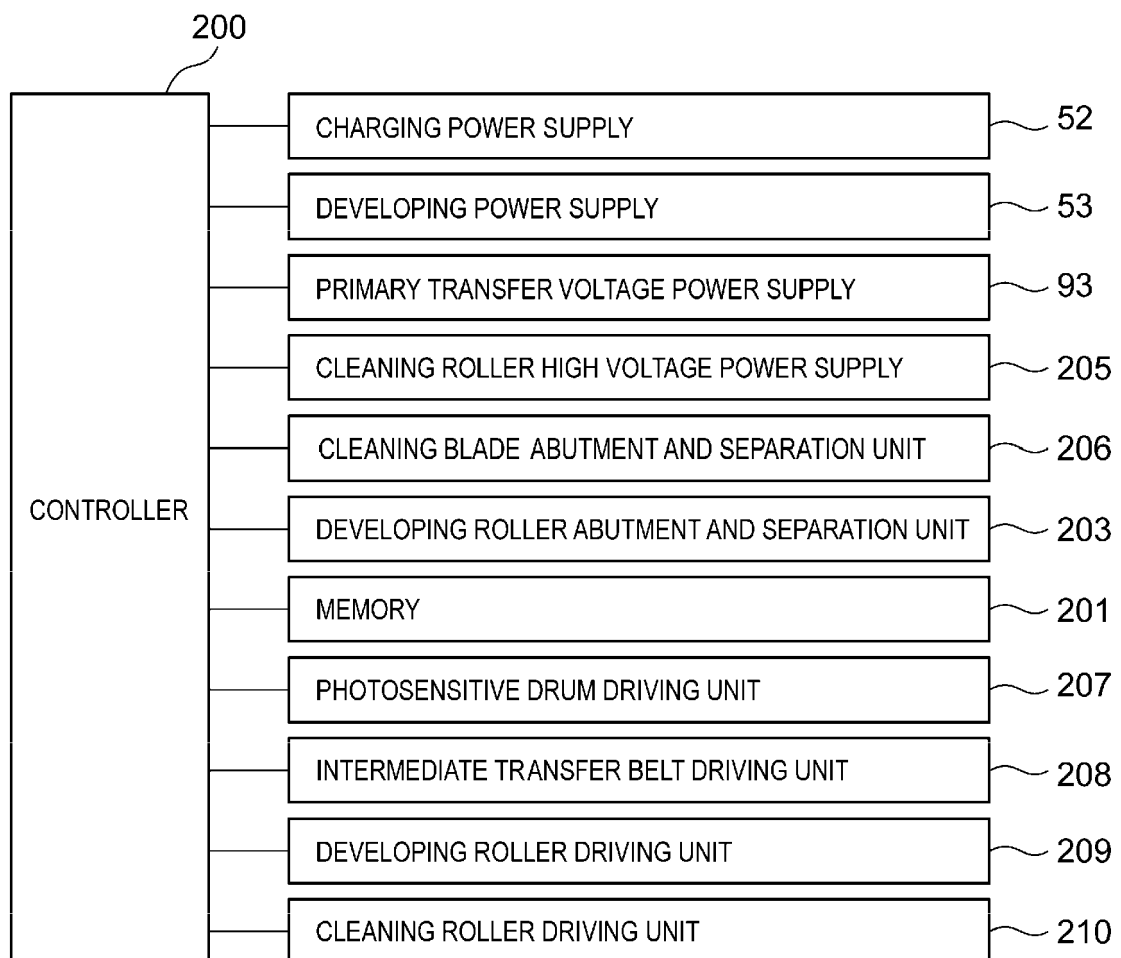 200
CHARGING POWER SUPPLY 52
DEVELOPING POWER SUPPLY 53
PRIMARY TRANSFER VOLTAGE POWER SUPPLY 93
CLEANING ROLLER HIGH VOLTAGE POWER SUPPLY 205
CLEANING BLADE ABUTMENT AND SEPARATION UNIT 206
CONTROLLER
DEVELOPING ROLLER ABUTMENT AND SEPARATION UNIT 203
MEMORY 201
PHOTOSENSITIVE DRUM DRIVING UNIT 207
INTERMEDIATE TRANSFER BELT DRIVING UNIT 208
DEVELOPING ROLLER DRIVING UNIT 209
CLEANING ROLLER DRIVING UNIT 210